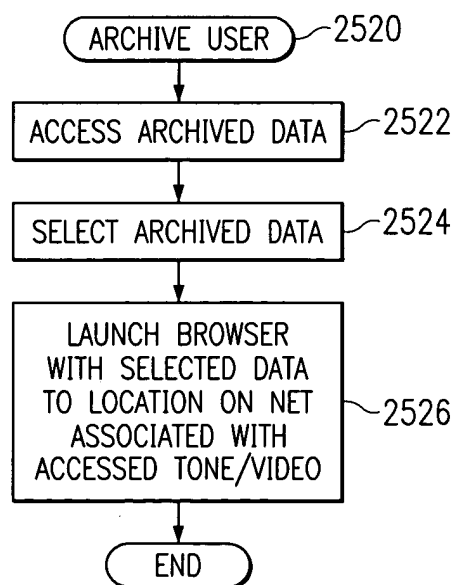 ARCHIVE USER
2520
ACCESS ARCHIVED DATA
2522
SELECT ARCHIVED DATA
2524
LAUNCH BROWSER
WITH SELECTED DATA
TO LOCATION ON NET
ASSOCIATED WITH
ACCESSED TONE/VIDEO
2526
END